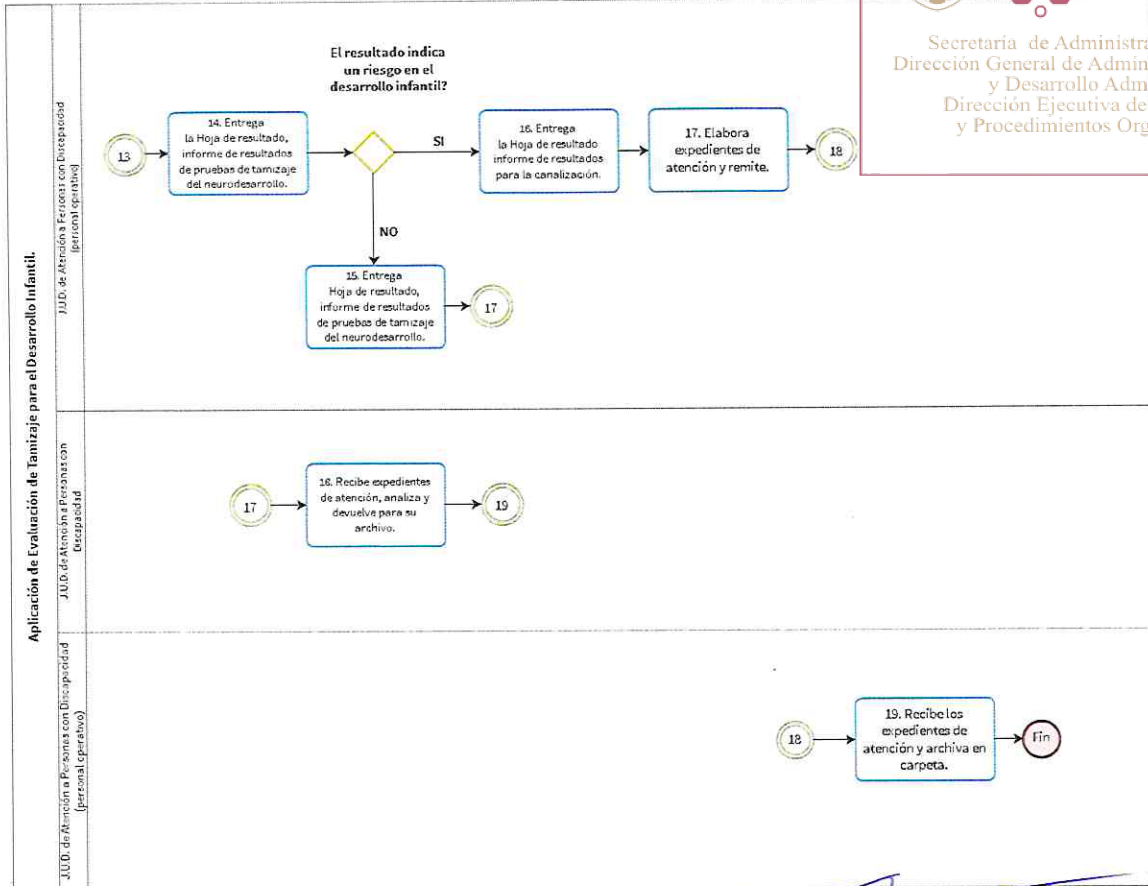 Secretaría de Administra
Dirección General de Admin
y Desarrollo Adm
Dirección Ejecutiva de
y Procedimientos Org
Aplicación de Evaluación de Tamizaje para el Desarrollo Infantil.
J.U.D. de Atención a Personas con Discapacidad
(personal operativo)
El resultado indica
un riesgo en el
desarrollo infantil?
13
14. Entrega
la Hoja de resultado,
informe de resultados
de pruebas de tamizaje
del neurodesarrollo.
SI
16. Entrega
la Hoja de resultado
informe de resultados
para la canalización.
17. Elabora
expedientes de
atención y remite.
18
NO
15. Entrega
Hoja de resultado,
informe de resultados
de pruebas de tamizaje
del neurodesarrollo.
17
J.U.D. de Atención a Personas con
Discapacidad
17
18. Recibe expedientes
de atención, analiza y
devuelve para su
archivo.
19
J.U.D. de Atención a Personas con Discapacidad
(personal operativo)
18
19. Recibe los
expedientes de
atención y archiva en
carpeta.
Fin